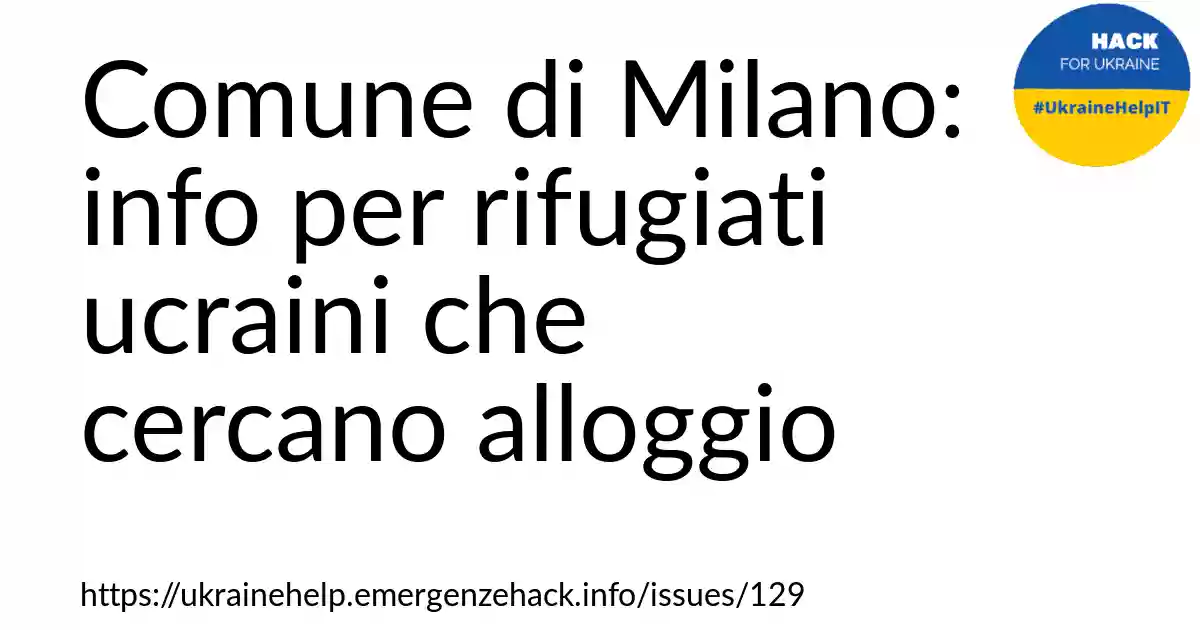 Comune di Milano:
info per rifugiati
ucraini che
cercano alloggio
HACK
FOR UKRAINE
#UkraineHelpIT
https://ukrainehelp.emergenzehack.info/issues/129